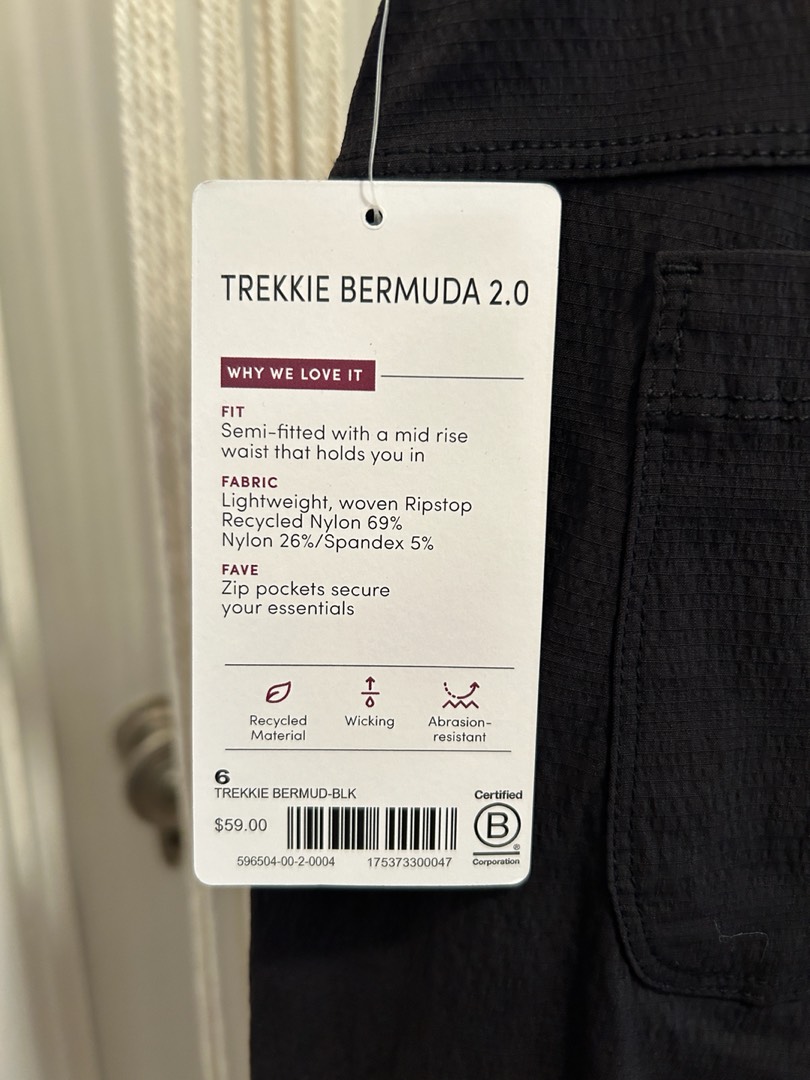 TREKKIE BERMUDA 2.0
WHY WE LOVE IT
FIT
Semi-fitted with a mid rise
waist that holds you in
FABRIC
Lightweight, woven Ripstop
Recycled Nylon 69%
Nylon 26%/Spandex 5%
FAVE
Zip pockets secure
your essentials
Recycled
Material
Wicking
Abrasion-
resistant
6
TREKKIE BERMUD-BLK
$59.00
596504-00-2-0004 175373300047
Certified
B
®
Corporation